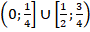 (0; 1/4] ∪ [1/2; 3/4)